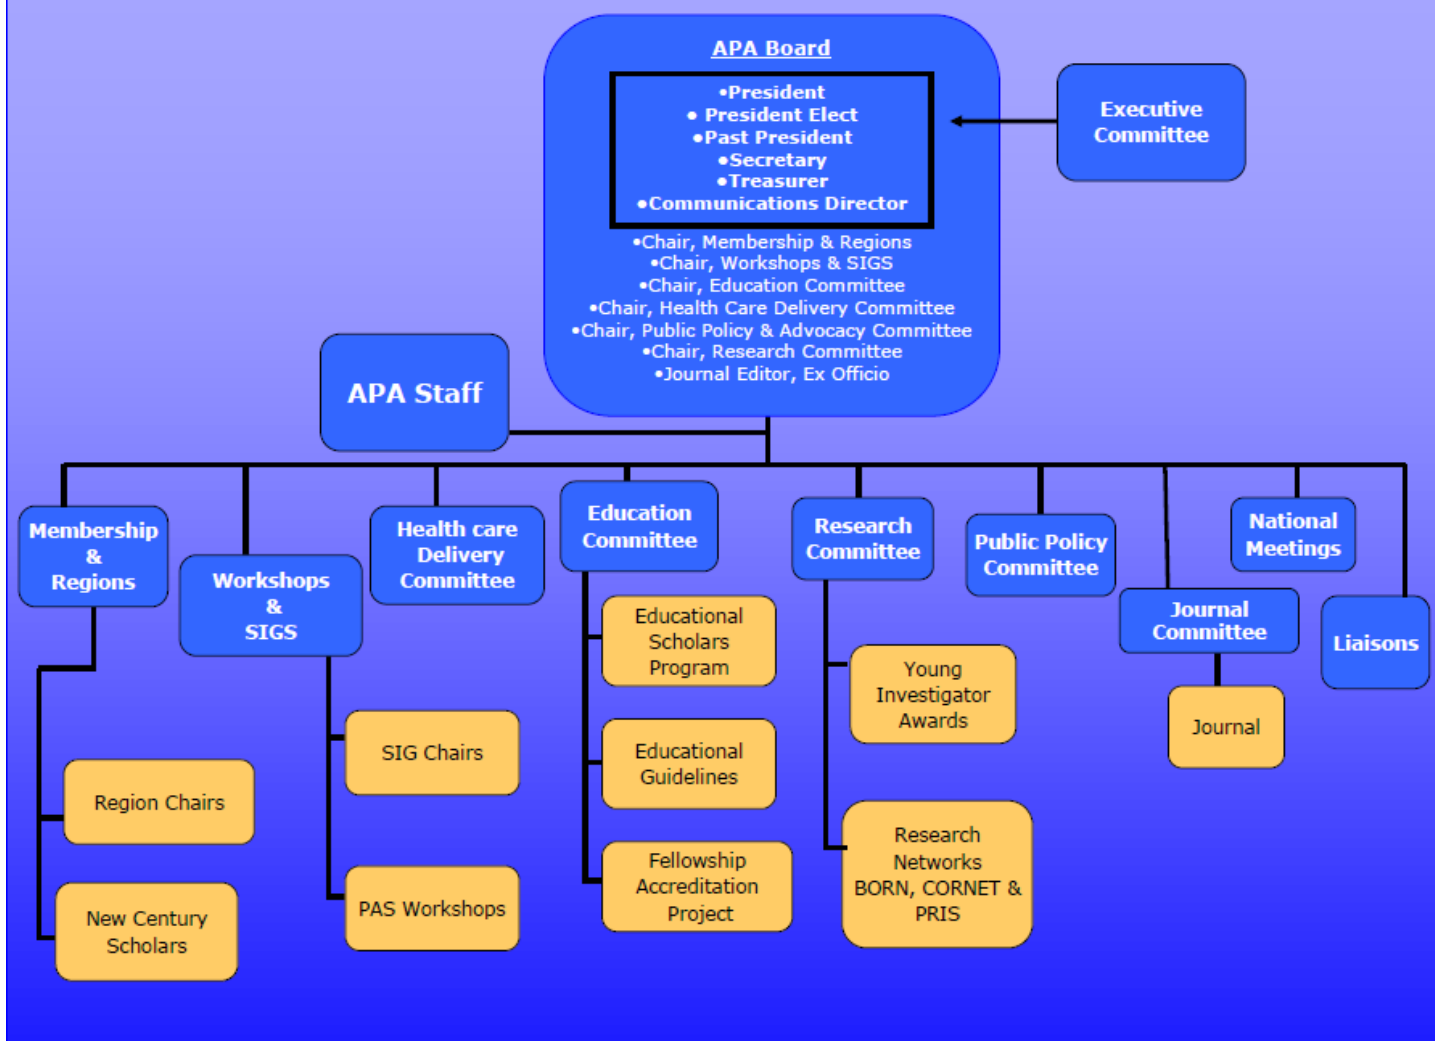 APA Board
•President
• President Elect
•Past President
•Secretary
•Treasurer
•Communications Director
•Chair, Membership & Regions
•Chair, Workshops & SIGS
•Chair, Education Committee
•Chair, Health Care Delivery Committee
•Chair, Public Policy & Advocacy Committee
•Chair, Research Committee
•Journal Editor, Ex Officio
Executive
Committee
APA Staff
Membership
&
Regions
Workshops
&
SIGS
Health care
Delivery
Committee
Education
Committee
Research
Committee
Public Policy
Committee
Journal
Committee
National
Meetings
Liaisons
Region Chairs
New Century
Scholars
SIG Chairs
PAS Workshops
Educational
Scholars
Program
Educational
Guidelines
Fellowship
Accreditation
Project
Young
Investigator
Awards
Research
Networks
BORN, CORNET &
PRIS
Journal